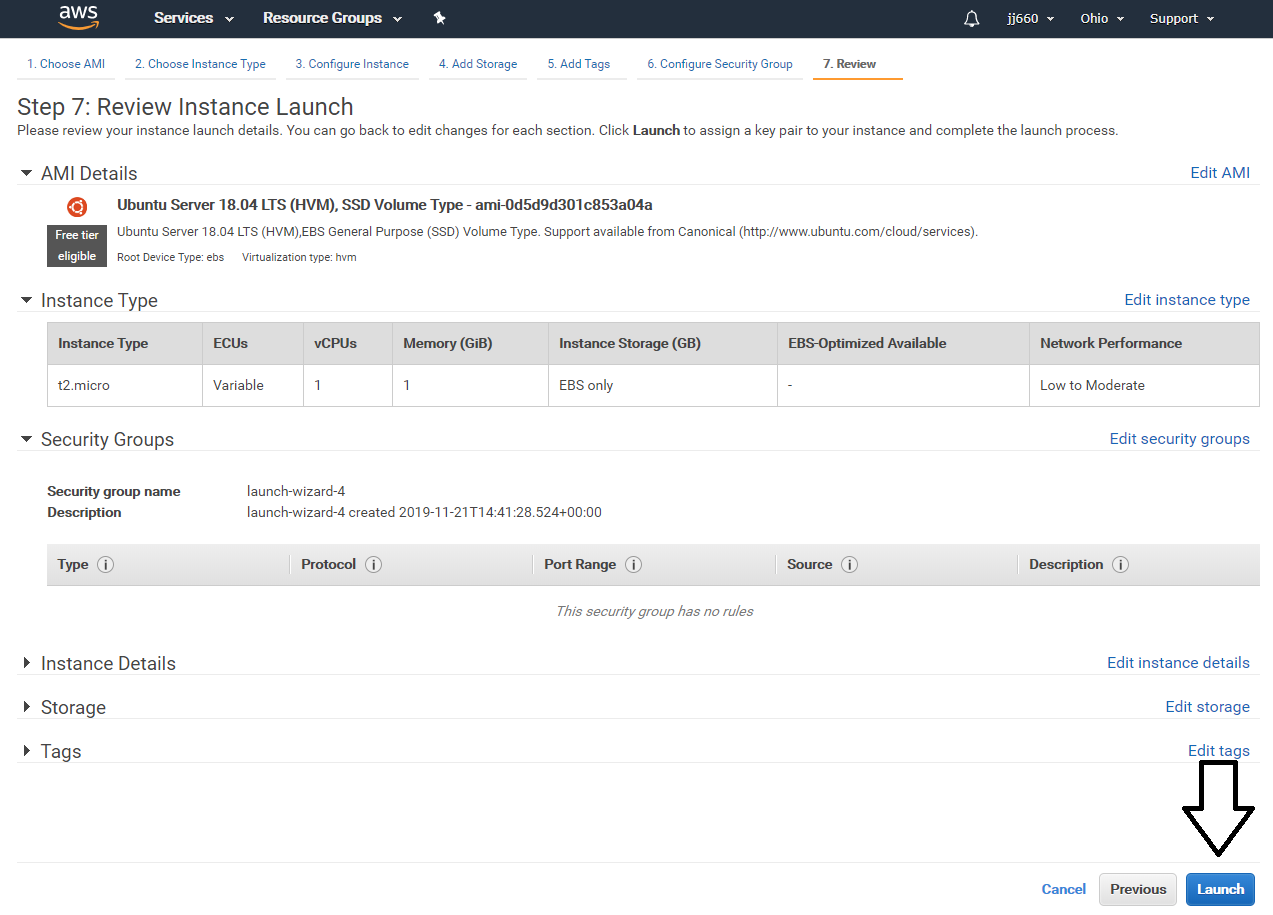 aws Services Resource Groups jj660 Ohio Support
1. Choose AMI 2. Choose Instance Type 3. Configure Instance 4. Add Storage 5. Add Tags 6. Configure Security Group 7. Review
Step 7: Review Instance Launch
Please review your instance launch details. You can go back to edit changes for each section. Click Launch to assign a key pair to your instance and complete the launch process.
AMI Details Edit AMI
Ubuntu Server 18.04 LTS (HVM), SSD Volume Type - ami-0d5d9d301c853a04a
Free tier
eligible
Ubuntu Server 18.04 LTS (HVM),EBS General Purpose (SSD) Volume Type. Support available from Canonical (http://www.ubuntu.com/cloud/services).
Root Device Type: ebs Virtualization type: hvm
Instance Type Edit instance type
Instance Type ECUs vCPUs Memory (GiB) Instance Storage (GB) EBS-Optimized Available Network Performance
t2.micro Variable 1 1 EBS only - Low to Moderate
Security Groups Edit security groups
Security group name launch-wizard-4
Description launch-wizard-4 created 2019-11-21T14:41:28.524+00:00
Type i Protocol i Port Range i Source i Description i
This security group has no rules
Instance Details Edit instance details
Storage Edit storage
Tags Edit tags
Cancel Previous Launch